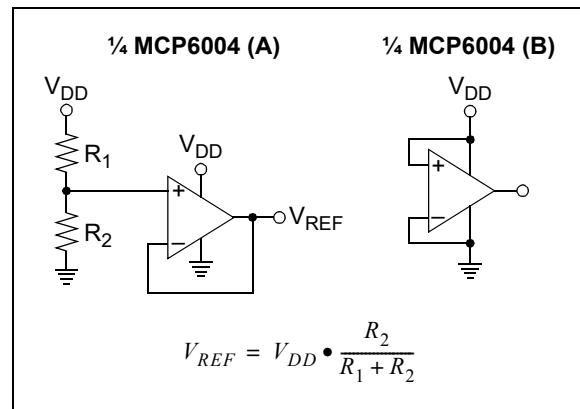 ¼ MCP6004 (A)
¼ MCP6004 (B)
V_DD
R_1
R_2
V_DD
+
–
V_REF
V_DD
+
–
V_REF = V_DD • R_2 / (R_1 + R_2)